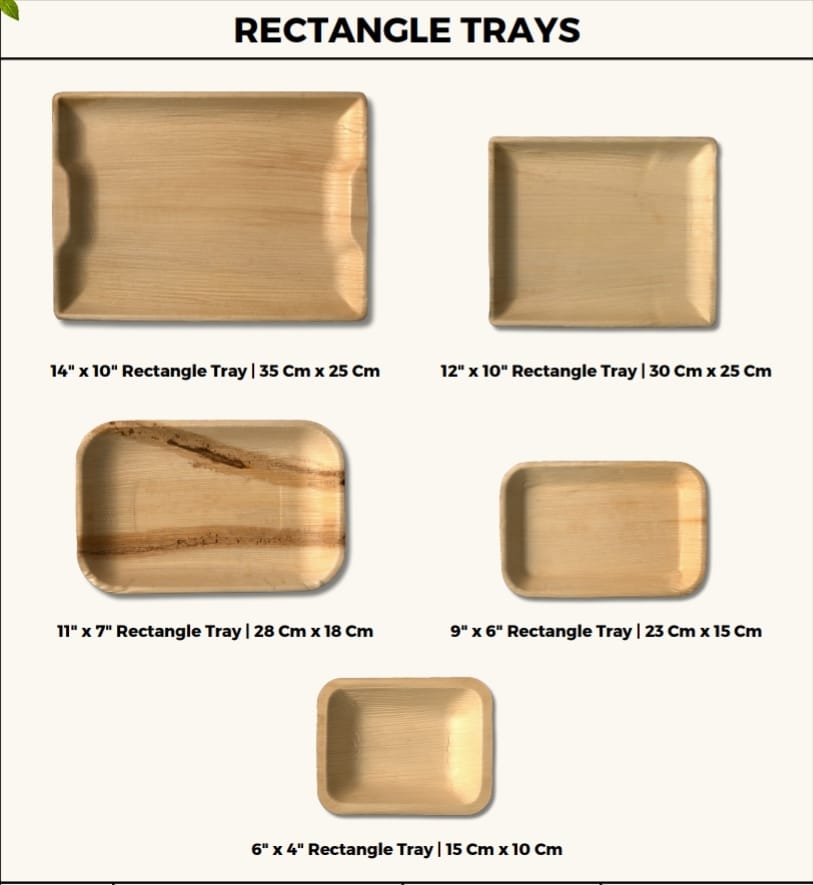 RECTANGLE TRAYS
14" x 10" Rectangle Tray | 35 Cm x 25 Cm
12" x 10" Rectangle Tray | 30 Cm x 25 Cm
11" x 7" Rectangle Tray | 28 Cm x 18 Cm
9" x 6" Rectangle Tray | 23 Cm x 15 Cm
6" x 4" Rectangle Tray | 15 Cm x 10 Cm